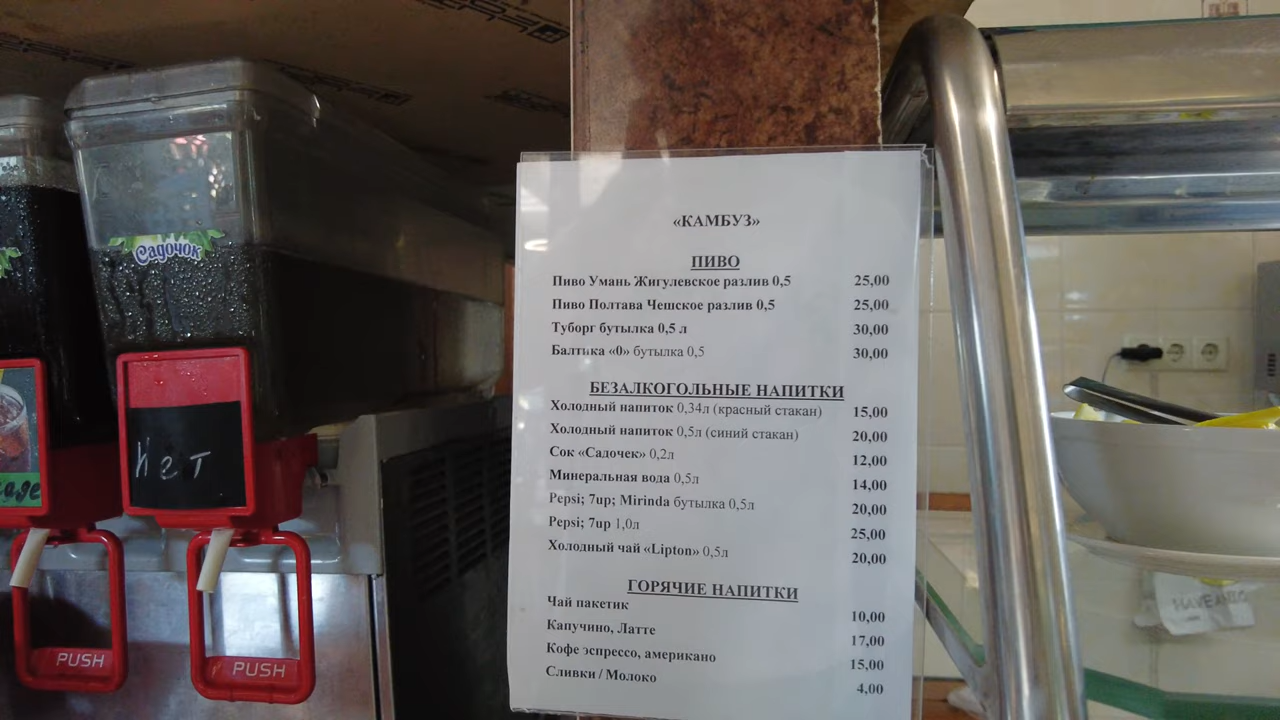 «КАМБУЗ»
ПИВО
Пиво Умань Жигулевское разлив 0,5 25,00
Пиво Полтава Чешское разлив 0,5 25,00
Туборг бутылка 0,5 л 30,00
Балтика «0» бутылка 0,5 30,00
БЕЗАЛКОГОЛЬНЫЕ НАПИТКИ
Холодный напиток 0,34л (красный стакан) 15,00
Холодный напиток 0,5л (синий стакан) 20,00
Сок «Садочек» 0,2л 12,00
Минеральная вода 0,5л 14,00
Pepsi; 7up; Mirinda бутылка 0,5л 20,00
Pepsi; 7up 1,0л 25,00
Холодный чай «Lipton» 0,5л 20,00
ГОРЯЧИЕ НАПИТКИ
Чай пакетик 10,00
Капучино, Латте 17,00
Кофе эспрессо, американо 15,00
Сливки / Молоко 4,00
Садочок
Нет
PUSH
PUSH